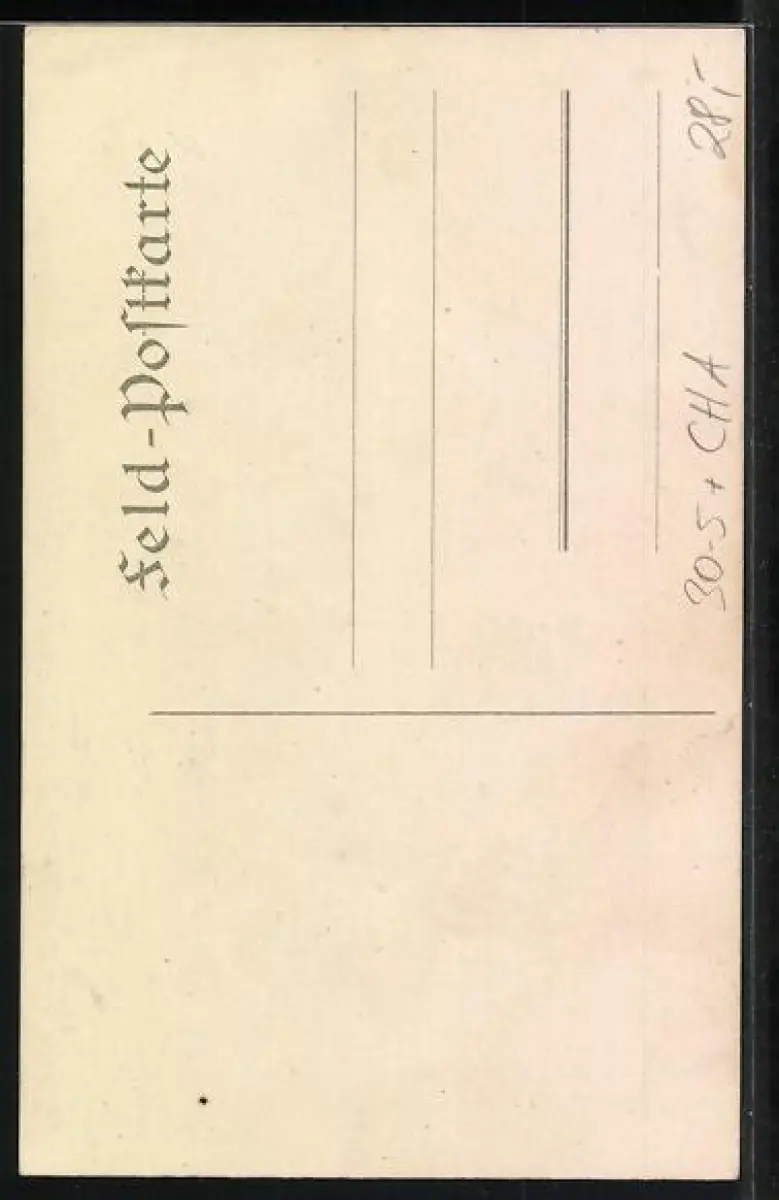 Feld-Postkarte
30-5 + CHA 28,-